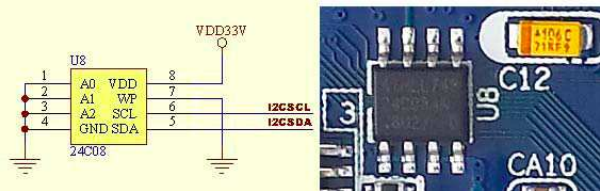 VDD33V
U8
1 A0 VDD 8
2 A1 WP 7
3 A2 SCL 6 I2CSCL
4 GND SDA 5 I2CSDA
24C08
A106C
C12
U8
3
CA10